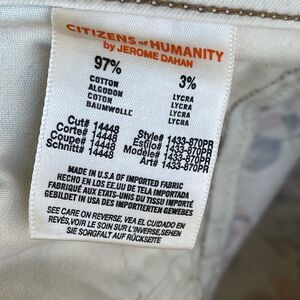 CITIZENS of HUMANITY
by JEROME DAHAN
97% 3%
COTTON LYCRA
ALGODON LYCRA
COTON LYCRA
BAUMWOLLE LYCRA
Cut# 14448 Style# 1433-870PR
Corte# 14448 Estilo# 1433-870PR
Coupe# 14448 Modele# 1433-870PR
Schnitt# 14448 Art# 1433-870PR
MADE IN U.S.A OF IMPORTED FABRIC
HECHO EN LOS EE.UU DE TELA IMPORTADA
FABRIQUÉ AUX ETATS-UNIS DU TISSU IMPORTÉ
GEBILDET IN USA DES IMPORTIERTEN GEWEBES
SEE CARE ON REVERSE, VEA EL CUIDADO EN
EL REV, VOIR LE SOIN SUR L'INVERSE, SEHEN
SIE SORGFALT AUF RÜCKSEITE